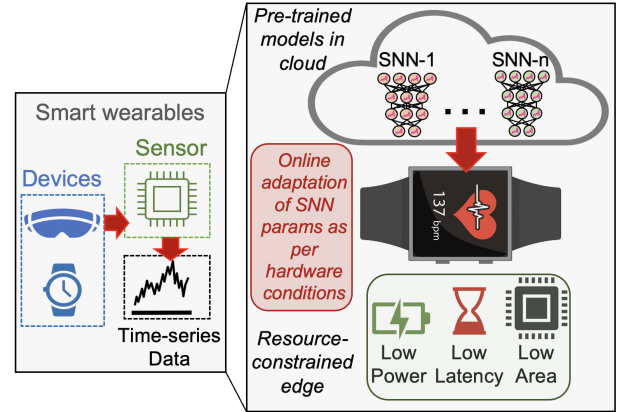 Smart wearables
Devices
Sensor
Time-series
Data
Pre-trained
models in
cloud
SNN-1
...
SNN-n
Online
adaptation
of SNN
params as
per
hardware
conditions
137
bpm
Resource-
constrained
edge
Low
Power
Low
Latency
Low
Area